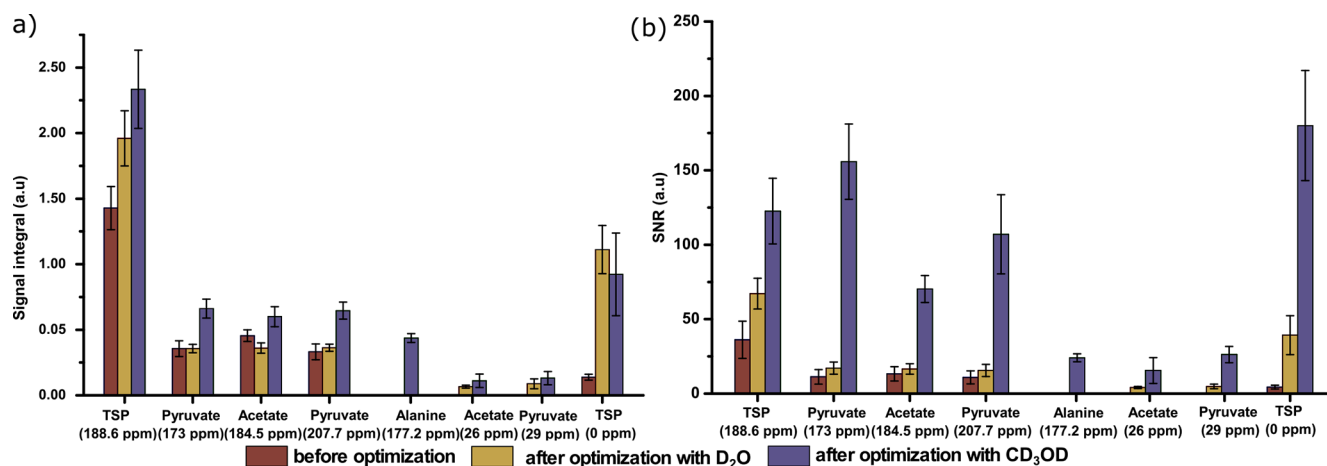 a)
(b)
Signal integral (a.u)
2.50
2.00
1.50
1.00
0.05
0.00
TSP
(188.6 ppm)
Pyruvate
(173 ppm)
Acetate
(184.5 ppm)
Pyruvate
(207.7 ppm)
Alanine
(177.2 ppm)
Acetate
(26 ppm)
Pyruvate
(29 ppm)
TSP
(0 ppm)
SNR (a.u)
250
200
150
100
50
0
TSP
(188.6 ppm)
Pyruvate
(173 ppm)
Acetate
(184.5 ppm)
Pyruvate
(207.7 ppm)
Alanine
(177.2 ppm)
Acetate
(26 ppm)
Pyruvate
(29 ppm)
TSP
(0 ppm)
before optimization
after optimization with D₂O
after optimization with CD₃OD